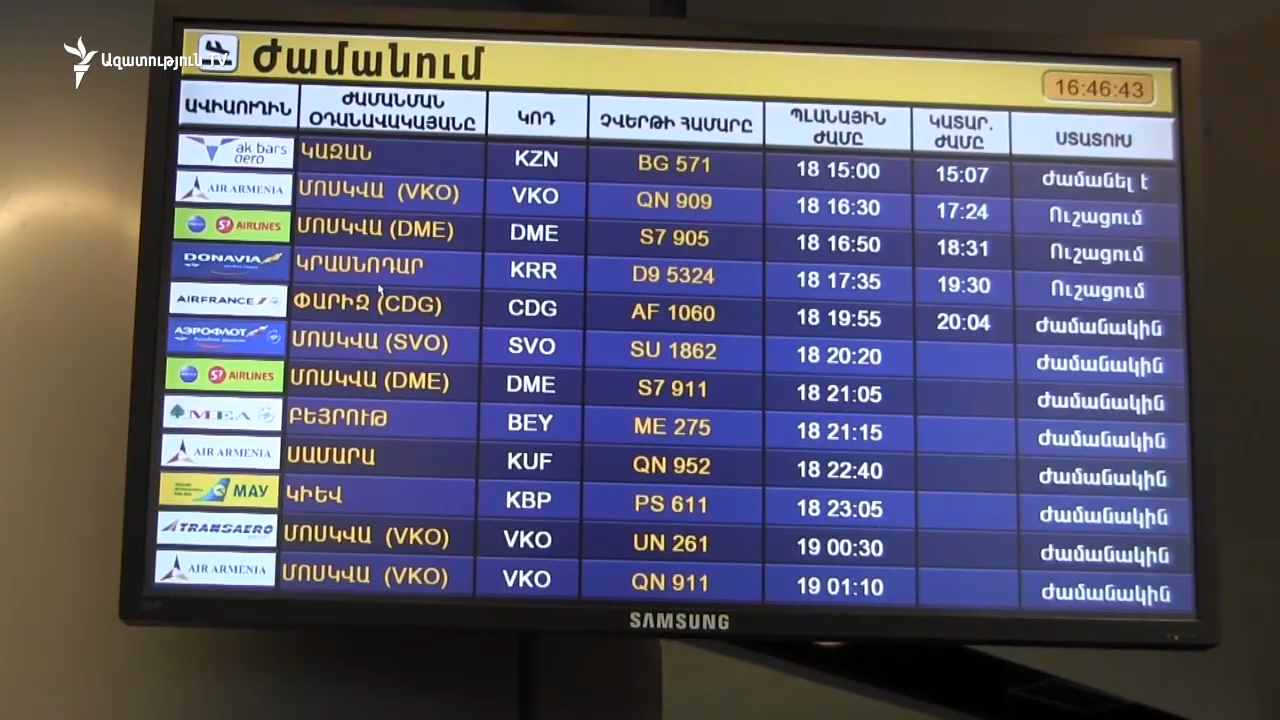 Ազատություն TV
Ժամանում
16:46:43
ԱՎԻԱՈՒՂԻՆ ԺԱՄԱՆՄԱՆ ՕԴԱՆԱՎԱԿԱՅԱՆԸ ԿՈԴ ՉՎԵՐԹԻ ՀԱՄԱՐԸ ՊԼԱՆԱՅԻՆ ԺԱՄԸ ԿԱՏԱՐ. ԺԱՄԸ ՍՏԱՏՈՒՍ
ak bars aero ԿԱԶԱՆ KZN BG 571 18 15:00 15:07 Ժամանել է
AIR ARMENIA ՄՈՍԿՎԱ (VKO) VKO QN 909 18 16:30 17:24 Ուշացում
S7 AIRLINES ՄՈՍԿՎԱ (DME) DME S7 905 18 16:50 18:31 Ուշացում
DONAVIA ԿՐԱՍՆՈԴԱՐ KRR D9 5324 18 17:35 19:30 Ուշացում
AIRFRANCE ՓԱՐԻԶ (CDG) CDG AF 1060 18 19:55 20:04 Ժամանակին
АЭРОФЛОТ ՄՈՍԿՎԱ (SVO) SVO SU 1862 18 20:20 Ժամանակին
S7 AIRLINES ՄՈՍԿՎԱ (DME) DME S7 911 18 21:05 Ժամանակին
MEA ԲԵՅՐՈՒԹ BEY ME 275 18 21:15 Ժամանակին
AIR ARMENIA ՍԱՄԱՐԱ KUF QN 952 18 22:40 Ժամանակին
МАУ ԿԻԵՎ KBP PS 611 18 23:05 Ժամանակին
TRANSAERO ՄՈՍԿՎԱ (VKO) VKO UN 261 19 00:30 Ժամանակին
AIR ARMENIA ՄՈՍԿՎԱ (VKO) VKO QN 911 19 01:10 Ժամանակին
SAMSUNG